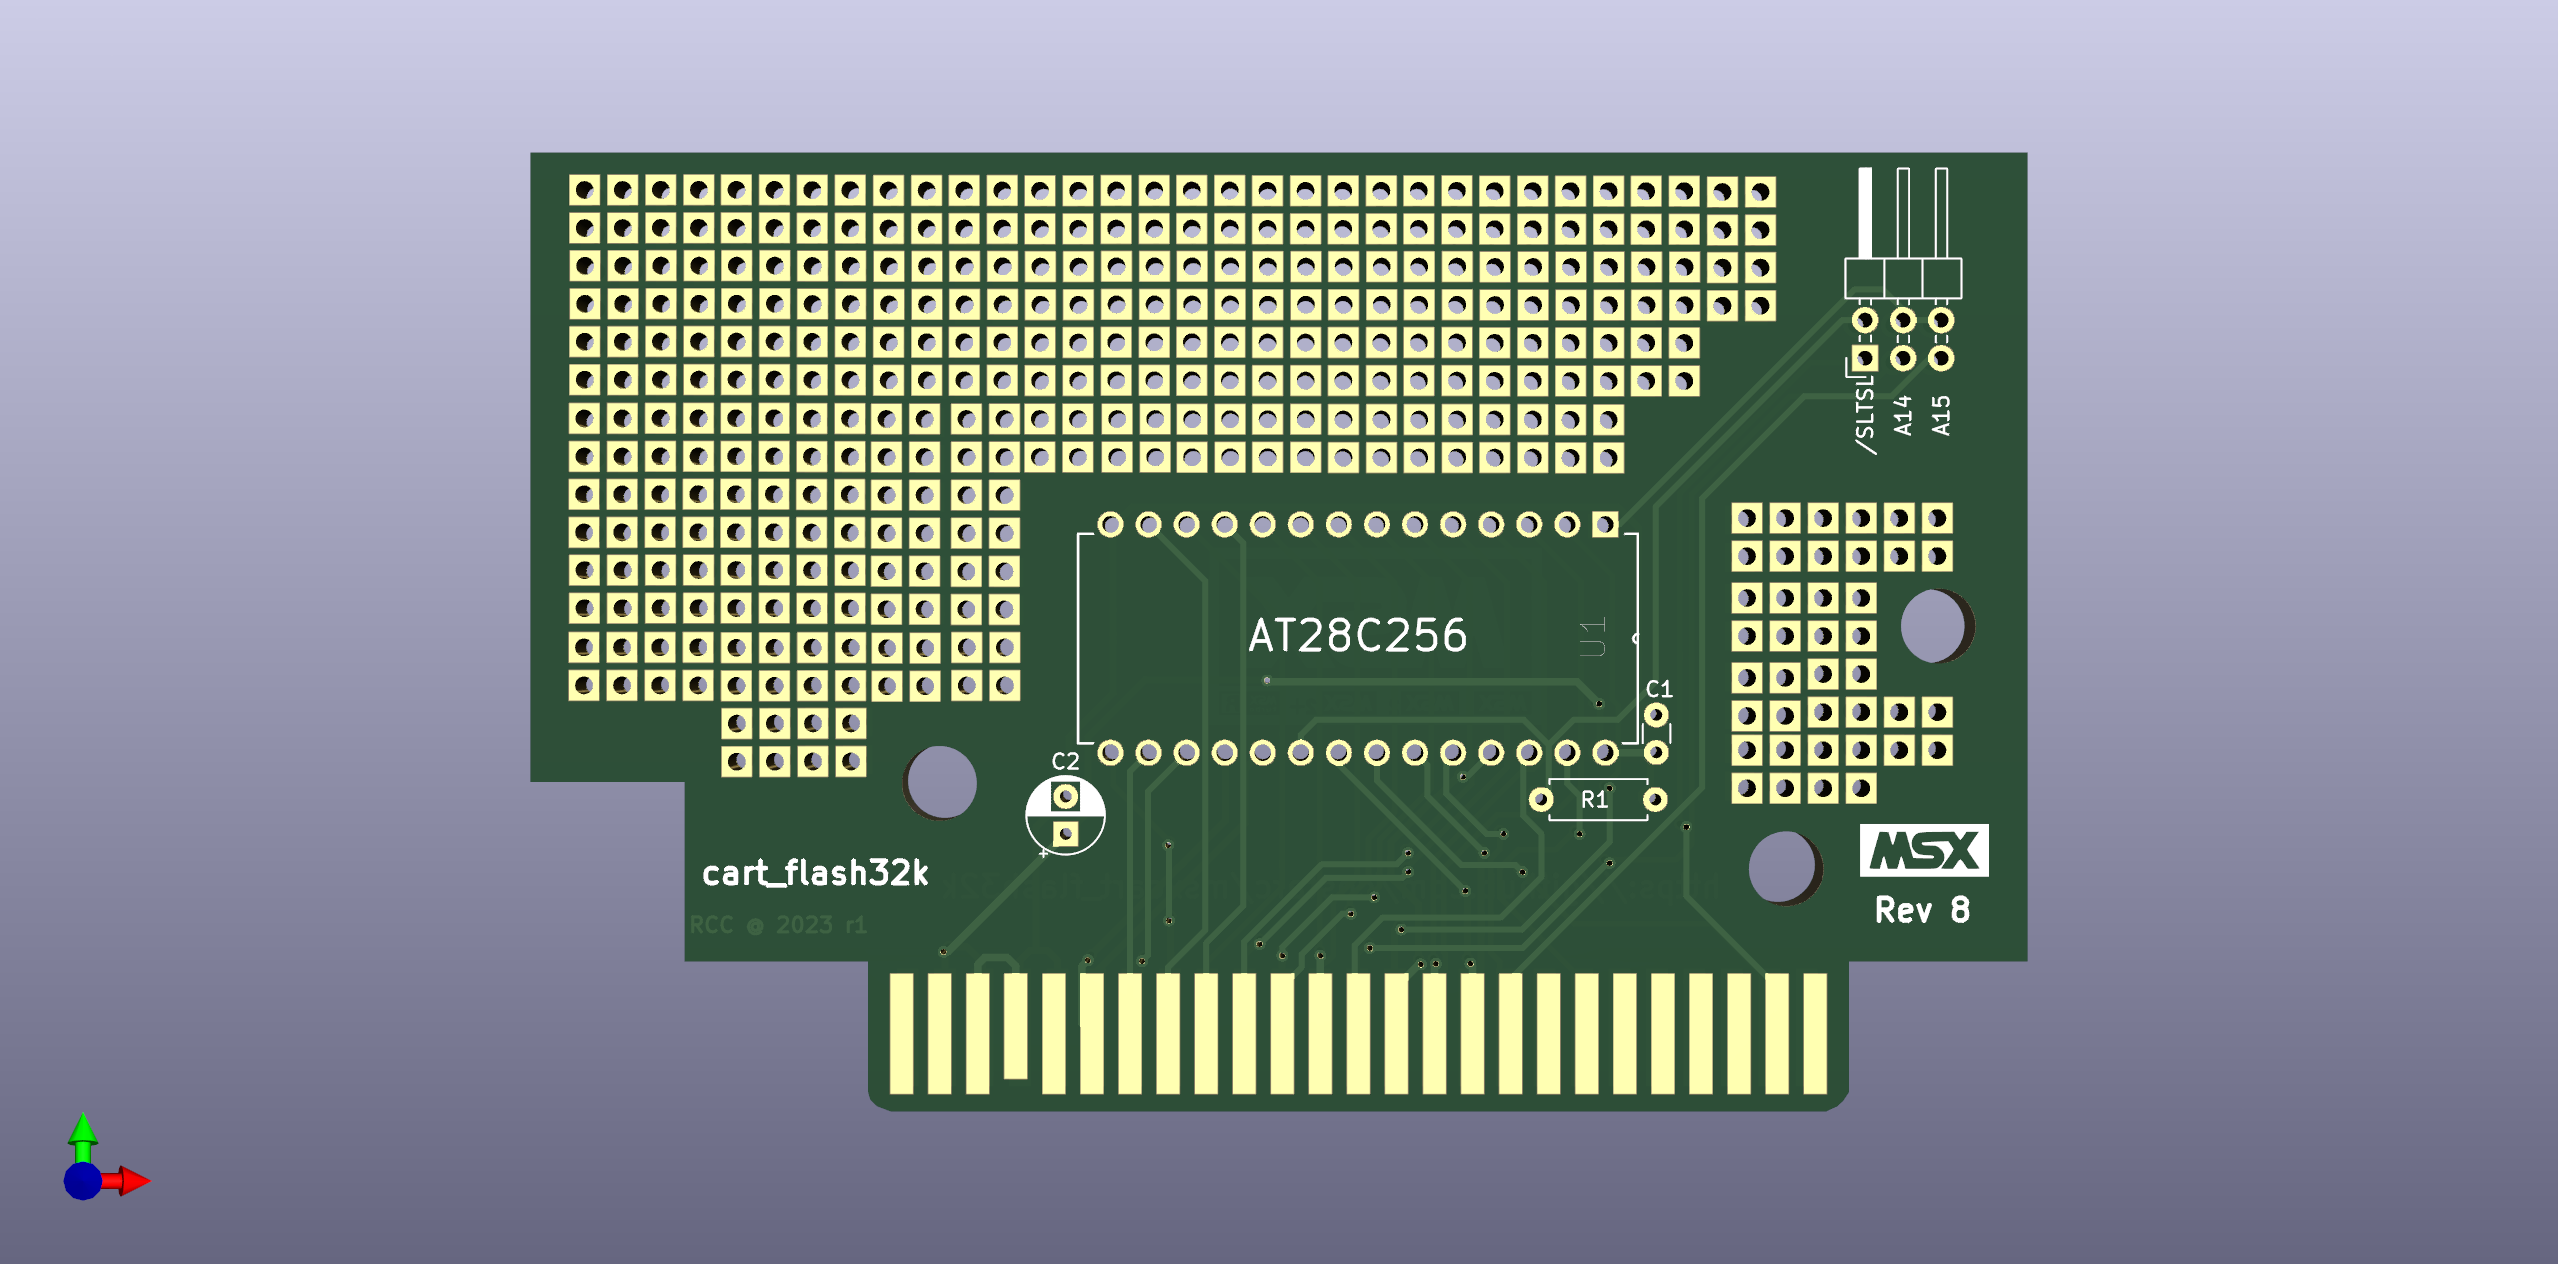 /SLTSL
A14
A15
AT28C256
U1
C1
C2
R1
+
cart_flash32k
MSX
RCC @ 2023 r1
Rev 8